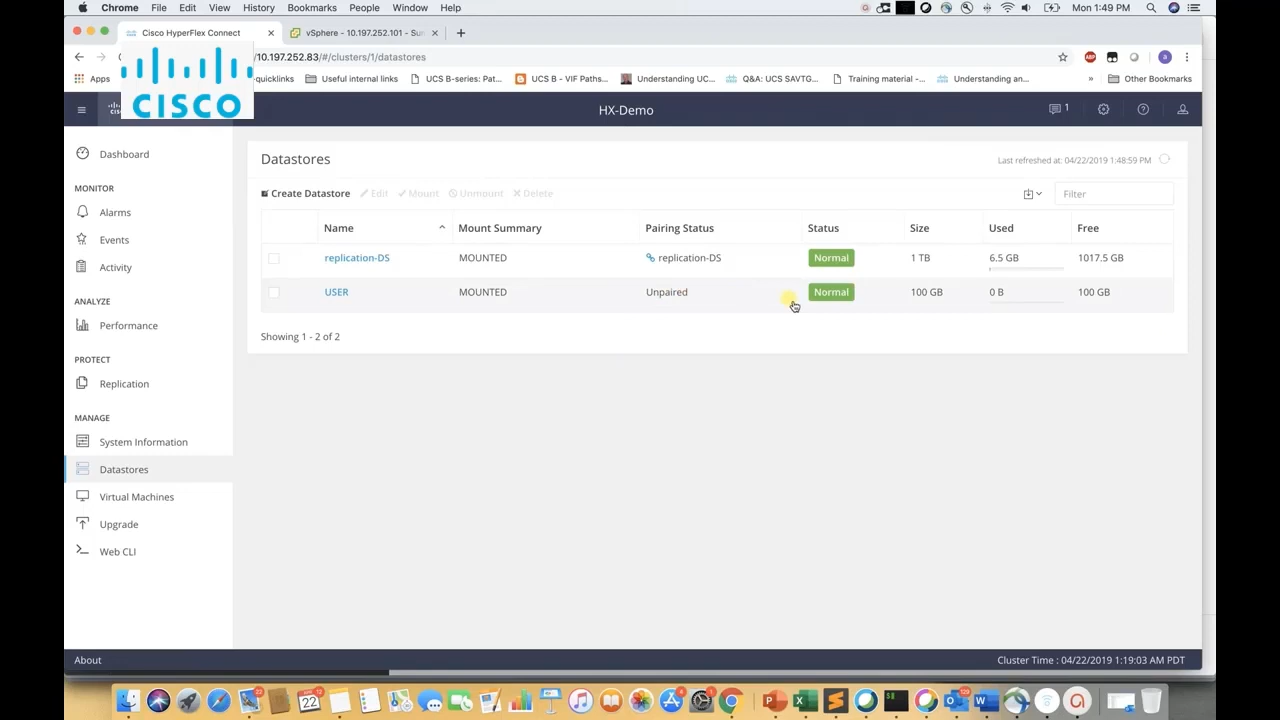 Chrome File Edit View History Bookmarks People Window Help Mon 1:49 PM
Cisco HyperFlex Connect × vSphere - 10.197.252.101 - Su × +
10.197.252.83/#/clusters/1/datastores
Apps quicklinks Useful internal links UCS B-series: Pat... UCS B - VIF Paths... Understanding UC... Q&A: UCS SAVTG... Training material -... Understanding an... » Other Bookmarks
CISCO
HX-Demo 1
Dashboard
MONITOR
Alarms
Events
Activity
ANALYZE
Performance
PROTECT
Replication
MANAGE
System Information
Datastores
Virtual Machines
Upgrade
Web CLI
Datastores Last refreshed at: 04/22/2019 1:48:59 PM
Create Datastore Edit Mount Unmount Delete Filter
Name Mount Summary Pairing Status Status Size Used Free
replication-DS MOUNTED replication-DS Normal 1 TB 6.5 GB 1017.5 GB
USER MOUNTED Unpaired Normal 100 GB 0 B 100 GB
Showing 1 - 2 of 2
About Cluster Time : 04/22/2019 1:19:03 AM PDT